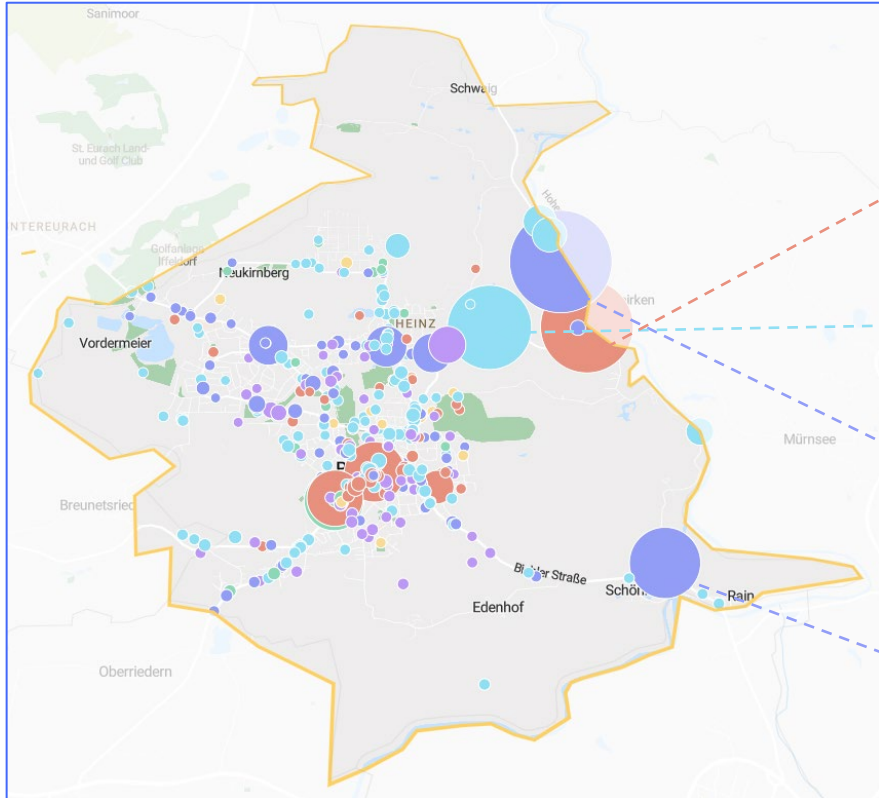 Sanimoor
Schwaig
St. Eurach Land-
und Golf Club
Hohe
NTEREURACH
Golfanlage
Iffeldorf
Neukirnberg
irken
HEINZ
Vordermeier
Mürnsee
Breunetsried
Straße
Schön
Rain
Edenhof
Oberriedern